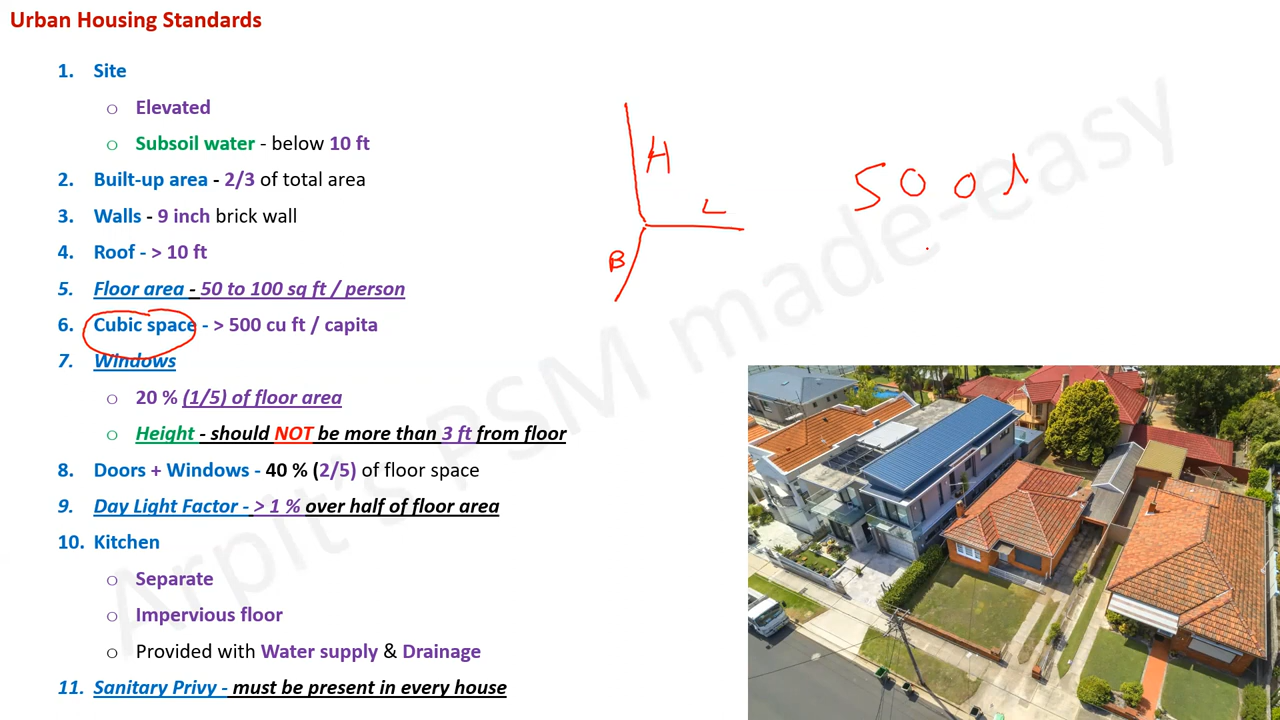 Urban Housing Standards
1. Site
○ Elevated
○ Subsoil water - below 10 ft
2. Built-up area - 2/3 of total area
3. Walls - 9 inch brick wall
4. Roof - > 10 ft
5. Floor area - 50 to 100 sq ft / person
6. Cubic space - > 500 cu ft / capita
7. Windows
○ 20 % (1/5) of floor area
○ Height - should NOT be more than 3 ft from floor
8. Doors + Windows - 40 % (2/5) of floor space
9. Day Light Factor - > 1 % over half of floor area
10. Kitchen
○ Separate
○ Impervious floor
○ Provided with Water supply & Drainage
11. Sanitary Privy - must be present in every house
H
L
B
500
Arpit's PSM made-easy